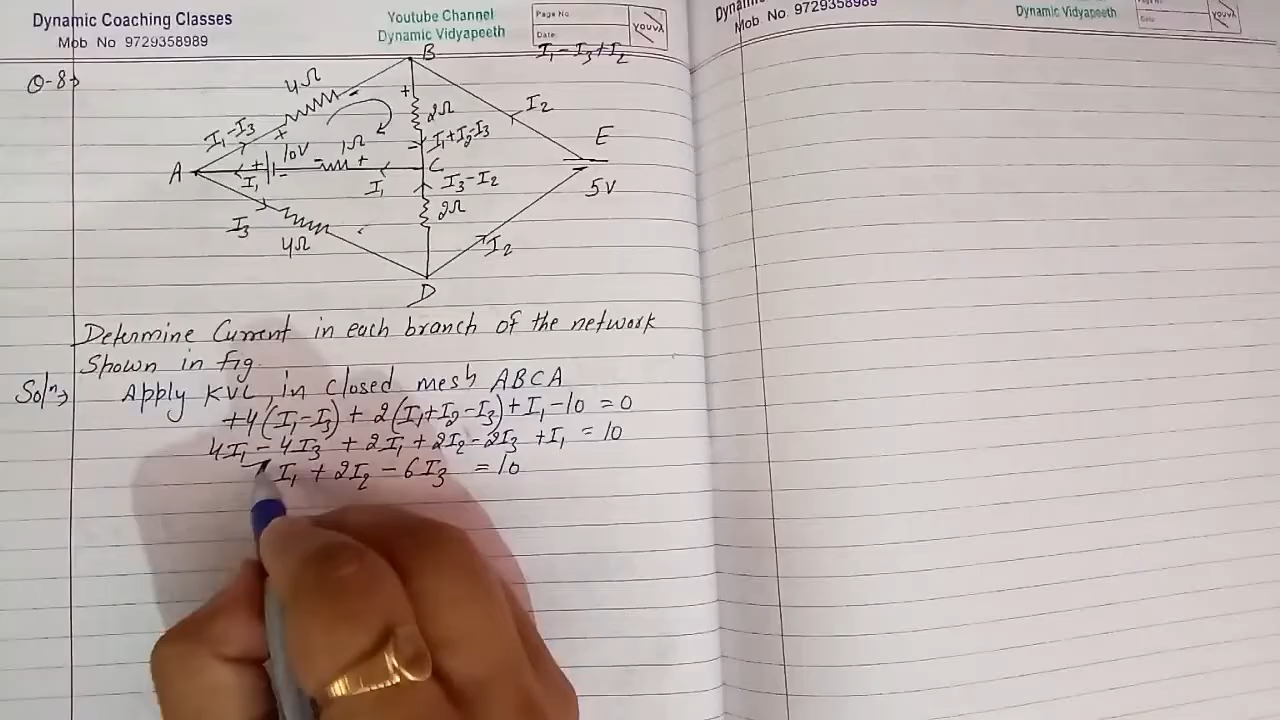 Dynamic Coaching Classes
Mob No 9729358989
Youtube Channel
Dynamic Vidyapeeth
Page No
Date
YOUVA
9729358989
Dynamic Vidyapeeth
Date
YOUVA
Q-8→
I₁-I₃+I₂
B
4Ω
+ -
+
2Ω
I₂
I₁-I₃
10V
1Ω
I₁+I₂-I₃
E
A
+ -
- +
C
I₁
I₁
I₃-I₂
5V
I₃
2Ω
4Ω
I₂
D
Determine Current in each branch of the network
Shown in fig.
Solⁿ⇒ Apply KVL, in closed mesh ABCA
+4(I₁-I₃) + 2(I₁+I₂-I₃)+I₁-10 = 0
4I₁-4I₃ + 2I₁+2I₂-2I₃ +I₁ = 10
I₁ + 2I₂ - 6I₃ = 10